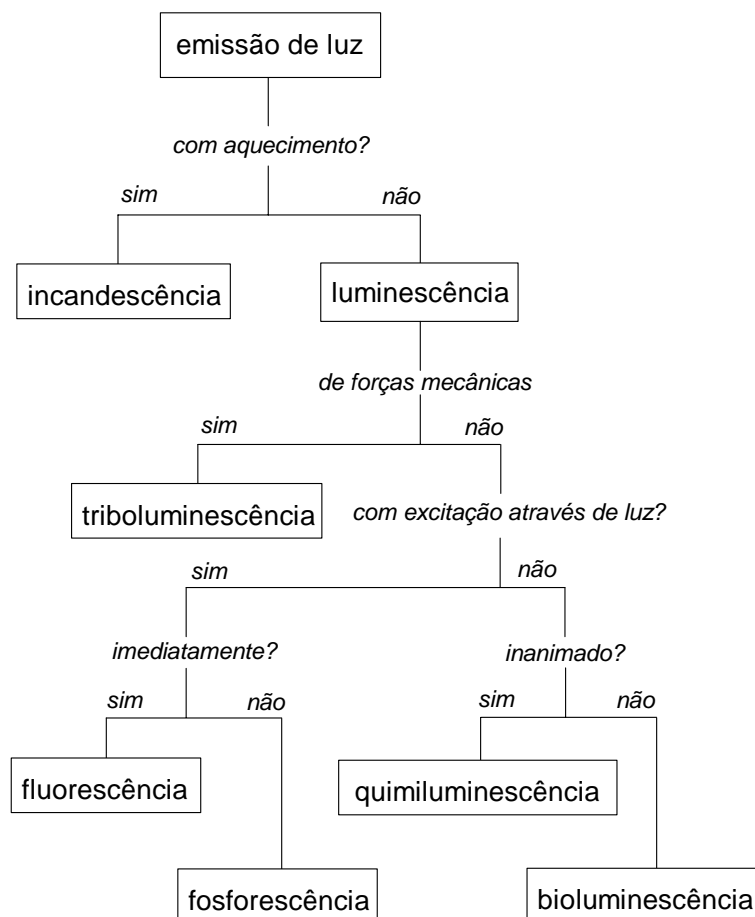 emissão de luz
com aquecimento?
sim não
incandescência luminescência
de forças mecânicas
sim não
triboluminescência com excitação através de luz?
sim não
imediatamente? inanimado?
sim não sim não
fluorescência quimiluminescência
fosforescência bioluminescência